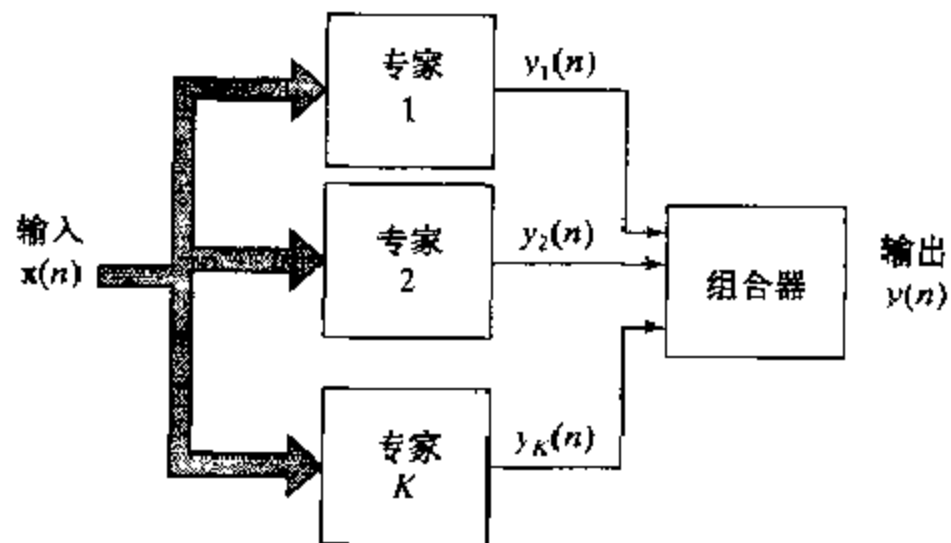 专家
1
y₁(n)
输入
x(n)
专家
2
y₂(n)
组合器
输出
y(n)
专家
K
y_K(n)